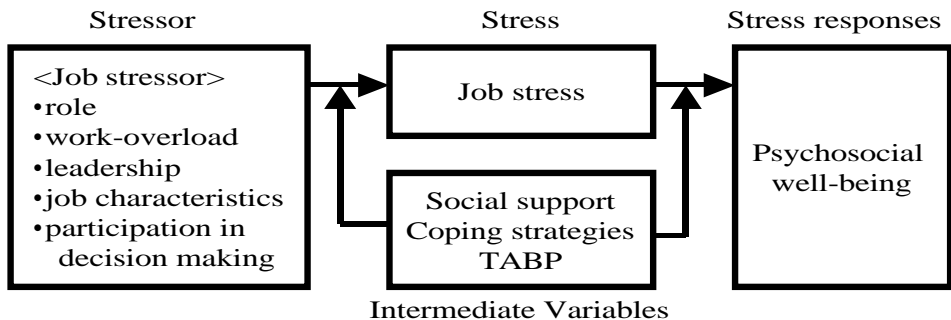 Stressor
Stress
Stress responses
<Job stressor>
•role
•work-overload
•leadership
•job characteristics
•participation in
decision making
Job stress
Social support
Coping strategies
TABP
Intermediate Variables
Psychosocial
well-being